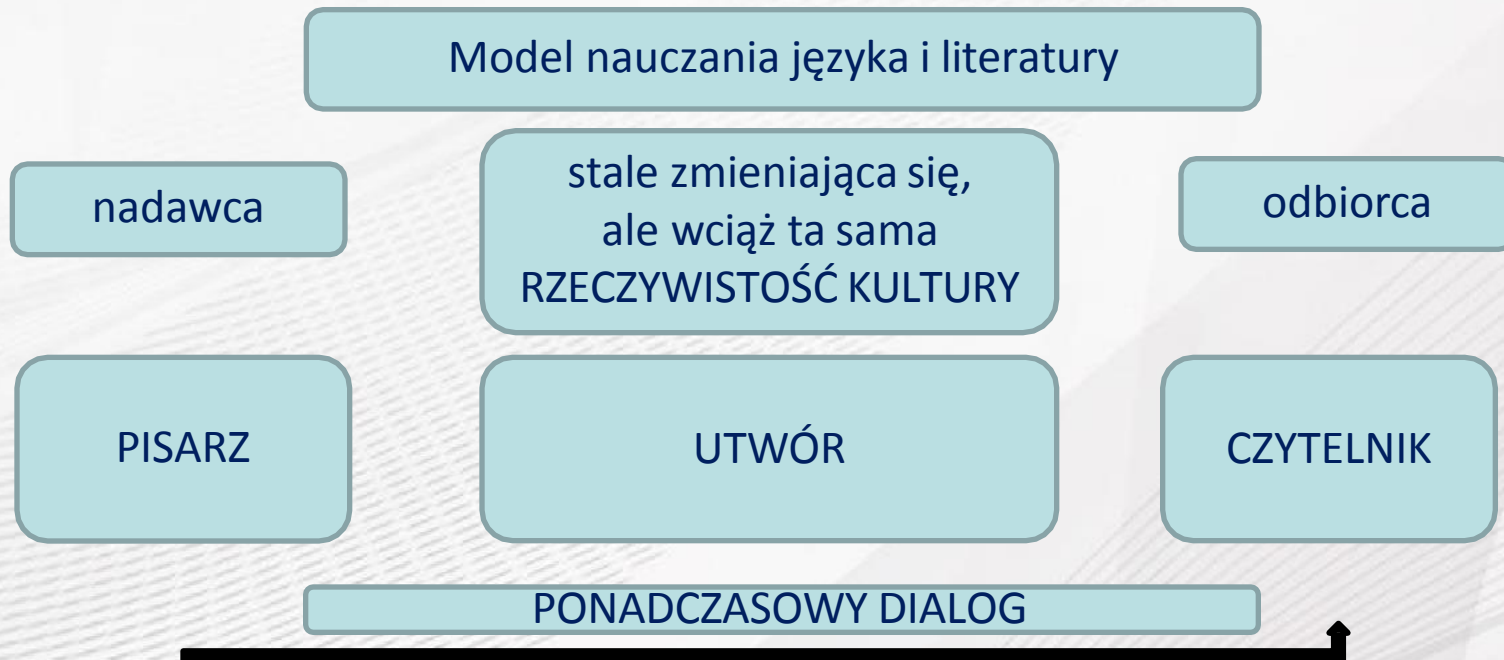 Model nauczania języka i literatury
nadawca
stale zmieniająca się,
ale wciąż ta sama
RZECZYWISTOŚĆ KULTURY
odbiorca
PISARZ
UTWÓR
CZYTELNIK
PONADCZASOWY DIALOG